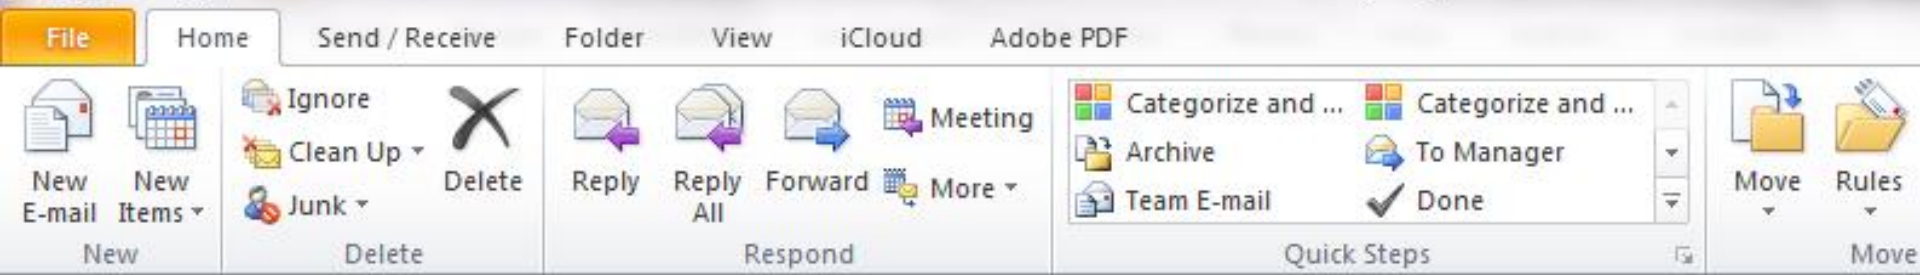 File Home Send / Receive Folder View iCloud Adobe PDF
Ignore
Clean Up
Junk
New
E-mail
New
Items
Delete
Reply
Reply
All
Forward
Meeting
More
Categorize and ... Categorize and ...
Archive To Manager
Team E-mail Done
Move Rules
New Delete Respond Quick Steps Move